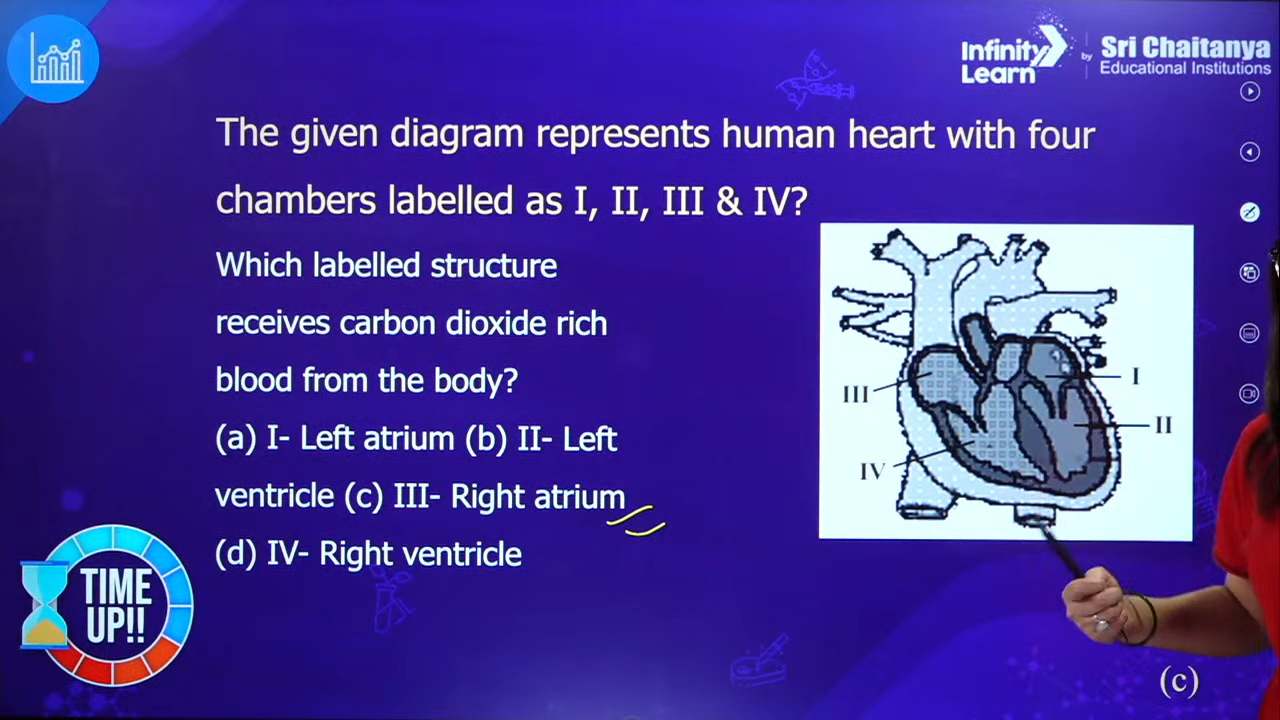 Infinity
Learn
by
Sri Chaitanya
Educational Institutions
The given diagram represents human heart with four
chambers labelled as I, II, III & IV?
Which labelled structure
receives carbon dioxide rich
blood from the body?
(a) I- Left atrium (b) II- Left
ventricle (c) III- Right atrium
(d) IV- Right ventricle
III
I
II
IV
TIME
UP!!
(c)